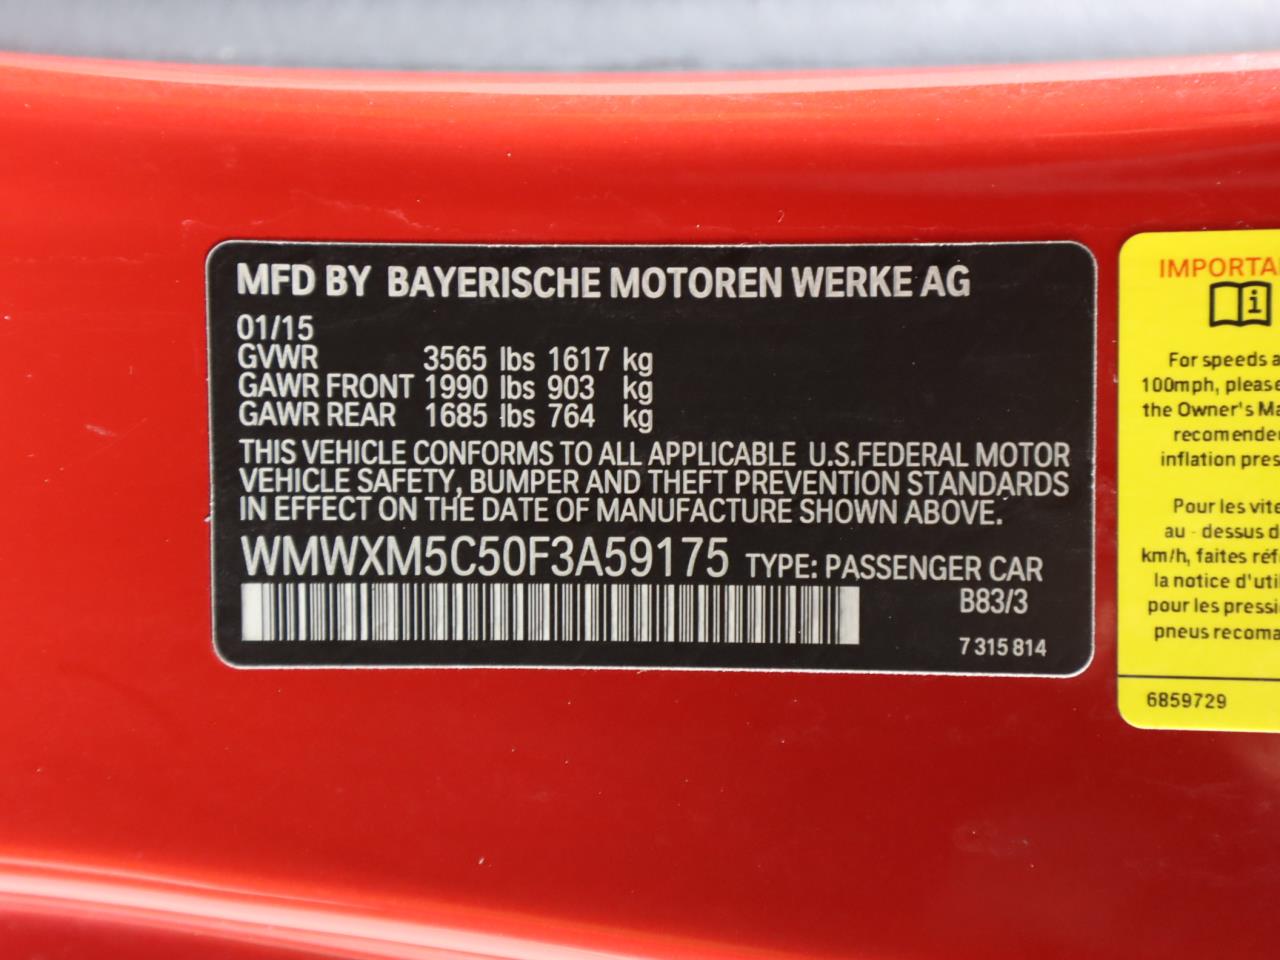 MFD BY BAYERISCHE MOTOREN WERKE AG
01/15
GVWR 3565 lbs 1617 kg
GAWR FRONT 1990 lbs 903 kg
GAWR REAR 1685 lbs 764 kg
THIS VEHICLE CONFORMS TO ALL APPLICABLE U.S.FEDERAL MOTOR
VEHICLE SAFETY, BUMPER AND THEFT PREVENTION STANDARDS
IN EFFECT ON THE DATE OF MANUFACTURE SHOWN ABOVE.
WMWXM5C50F3A59175 TYPE: PASSENGER CAR
B83/3
7 315 814
IMPORTA
i
For speeds a
100mph, please
the Owner's Ma
recomende
inflation pres
Pour les vite
au - dessus d
km/h, faites réf
la notice d'util
pour les pressi
pneus recoma
6859729